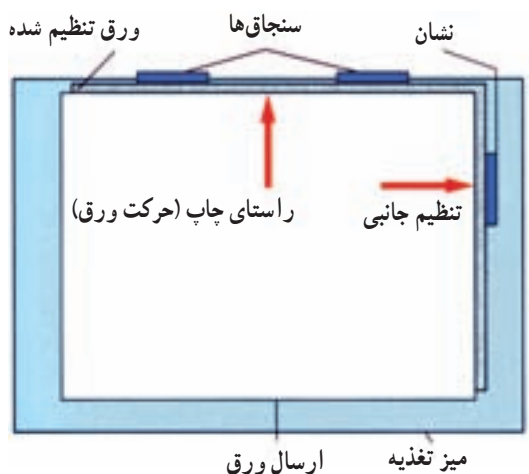 نشان
سنجاق‌ها
ورق تنظیم شده
تنظیم جانبی
راستای چاپ (حرکت ورق)
ارسال ورق
میز تغذیه